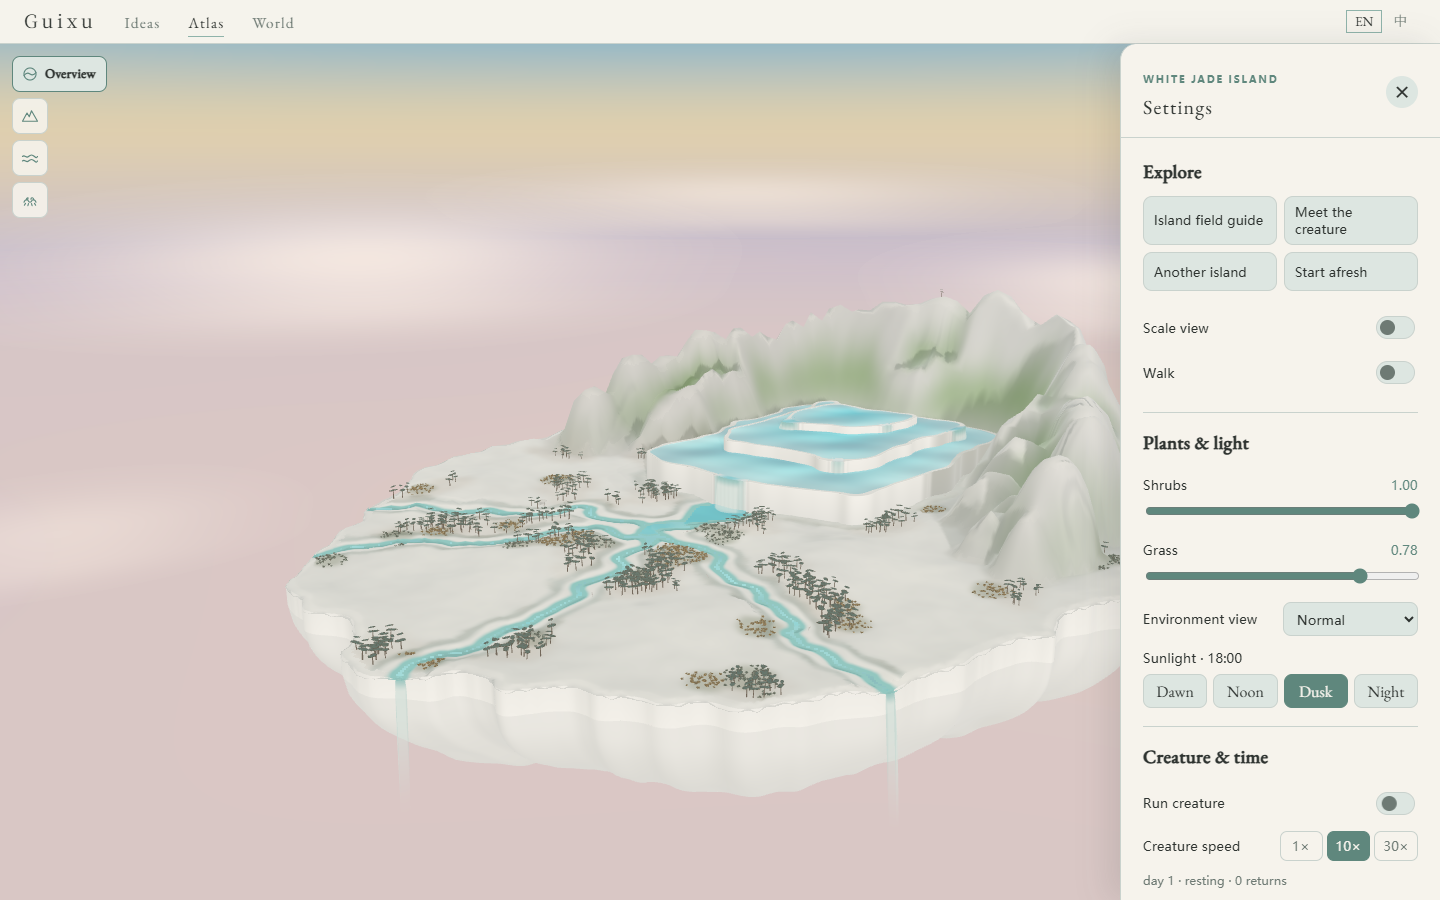 Guixu
Ideas
Atlas
World
EN
中
Overview
WHITE JADE ISLAND
Settings
Explore
Island field guide
Meet the
creature
Another island
Start afresh
Scale view
Walk
Plants & light
Shrubs
1.00
Grass
0.78
Environment view
Normal
Sunlight · 18:00
Dawn
Noon
Dusk
Night
Creature & time
Run creature
Creature speed
1×
10×
30×
day 1 · resting · 0 returns